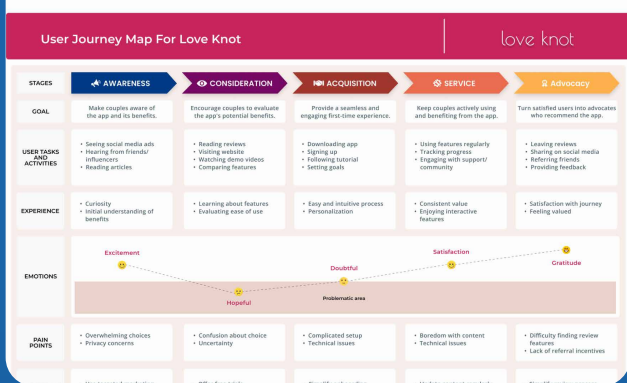 User Journey Map For Love Knot
love knot
STAGES
AWARENESS
CONSIDERATION
ACQUISITION
SERVICE
Advocacy
GOAL
Make couples aware of
the app and its benefits.
Encourage couples to evaluate
the app's potential benefits.
Provide a seamless and
engaging first-time experience.
Keep couples actively using
and benefiting from the app.
Turn satisfied users into advocates
who recommend the app.
USER TASKS
AND
ACTIVITIES
• Seeing social media ads
• Hearing from friends/
influencers
• Reading articles
• Reading reviews
• Visiting website
• Watching demo videos
• Comparing features
• Downloading app
• Signing up
• Following tutorial
• Setting goals
• Using features regularly
• Tracking progress
• Engaging with support/
community
• Leaving reviews
• Sharing on social media
• Referring friends
• Providing feedback
EXPERIENCE
• Curiosity
• Initial understanding of
benefits
• Learning about features
• Evaluating ease of use
• Easy and intuitive process
• Personalization
• Consistent value
• Enjoying interactive
features
• Satisfaction with journey
• Feeling valued
EMOTIONS
Excitement
Hopeful
Doubtful
Problematic area
Satisfaction
Gratitude
PAIN
POINTS
• Overwhelming choices
• Privacy concerns
• Confusion about choice
• Uncertainty
• Complicated setup
• Technical issues
• Boredom with content
• Technical issues
• Difficulty finding review
features
• Lack of referral incentives